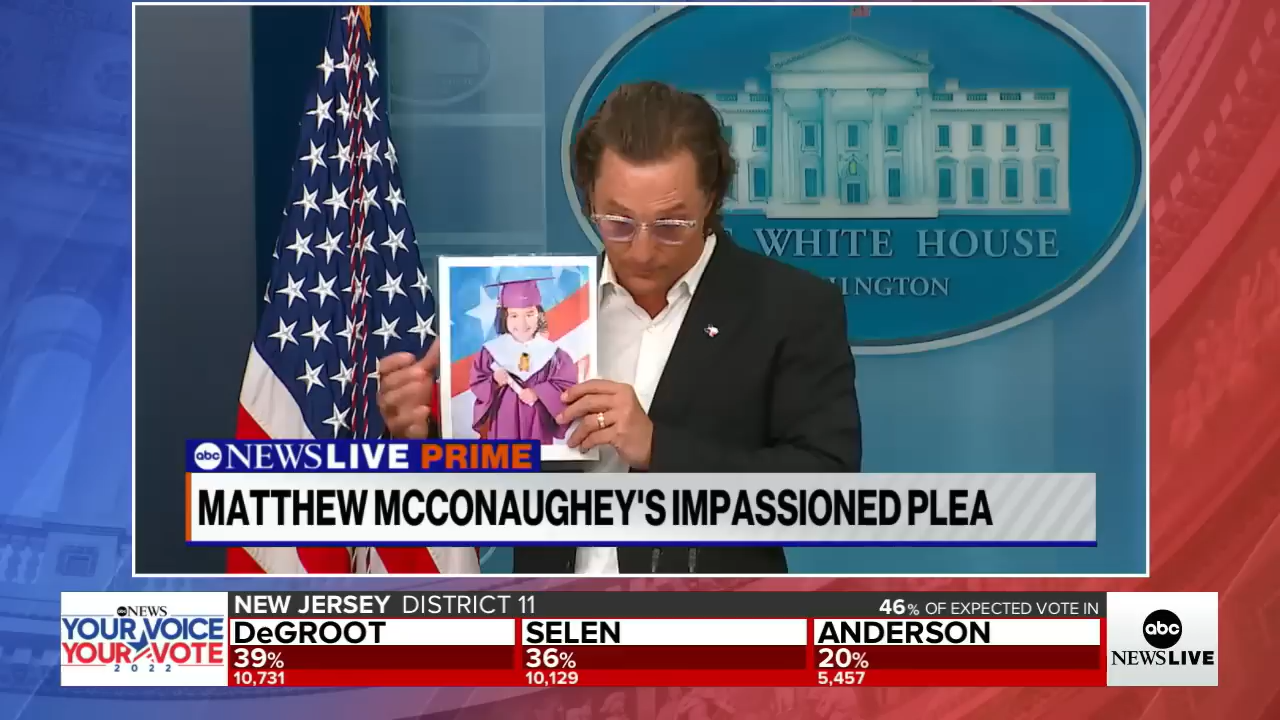 THE WHITE HOUSE
WASHINGTON
abc NEWS LIVE PRIME
MATTHEW MCCONAUGHEY'S IMPASSIONED PLEA
abc NEWS
YOUR VOICE
YOUR VOTE
2022
NEW JERSEY DISTRICT 11
46% OF EXPECTED VOTE IN
DeGROOT
39%
10,731
SELEN
36%
10,129
ANDERSON
20%
5,457
abc
NEWS LIVE